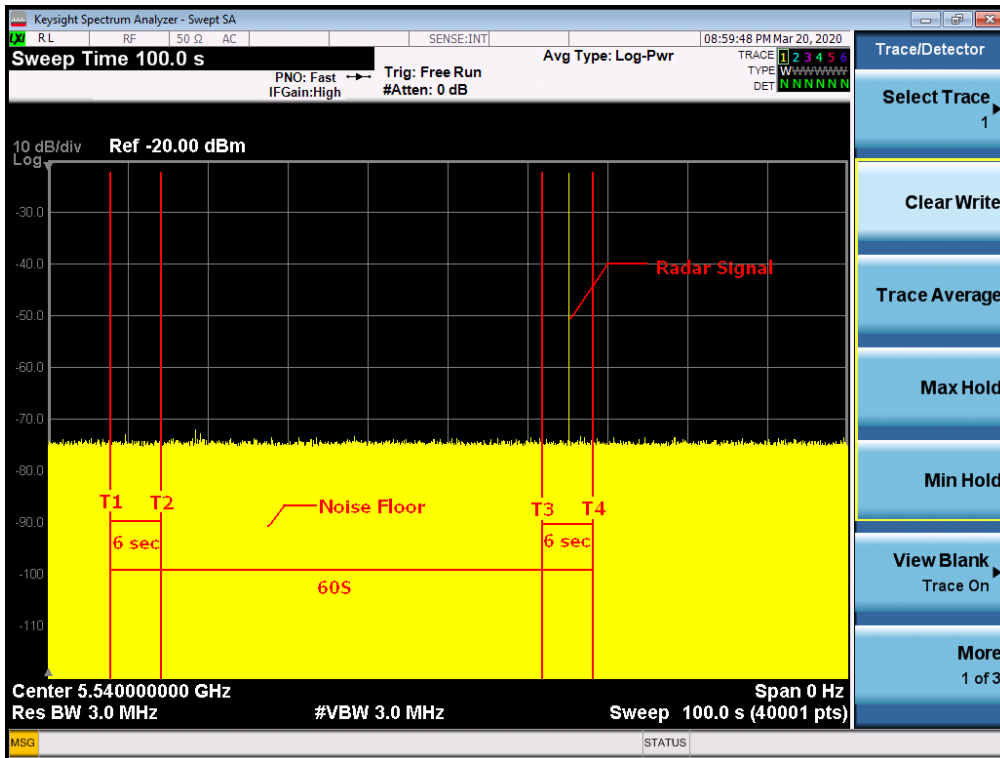 Keysight Spectrum Analyzer - Swept SA
LXI RL RF 50 Ω AC SENSE:INT 08:59:48 PM Mar 20, 2020
Sweep Time 100.0 s
PNO: Fast
IFGain:High
Trig: Free Run
#Atten: 0 dB
Avg Type: Log-Pwr
TRACE 1 2 3 4 5 6
TYPE WWWWWW
DET N N N N N N
10 dB/div Ref -20.00 dBm
Log
-30.0
-40.0
-50.0
-60.0
-70.0
-80.0
-90.0
-100
-110
Radar Signal
T1 T2
Noise Floor
T3 T4
6 sec
6 sec
60S
Center 5.540000000 GHz
Span 0 Hz
Res BW 3.0 MHz
#VBW 3.0 MHz
Sweep 100.0 s (40001 pts)
MSG
STATUS
Trace/Detector
Select Trace
1
Clear Write
Trace Average
Max Hold
Min Hold
View Blank
Trace On
More
1 of 3